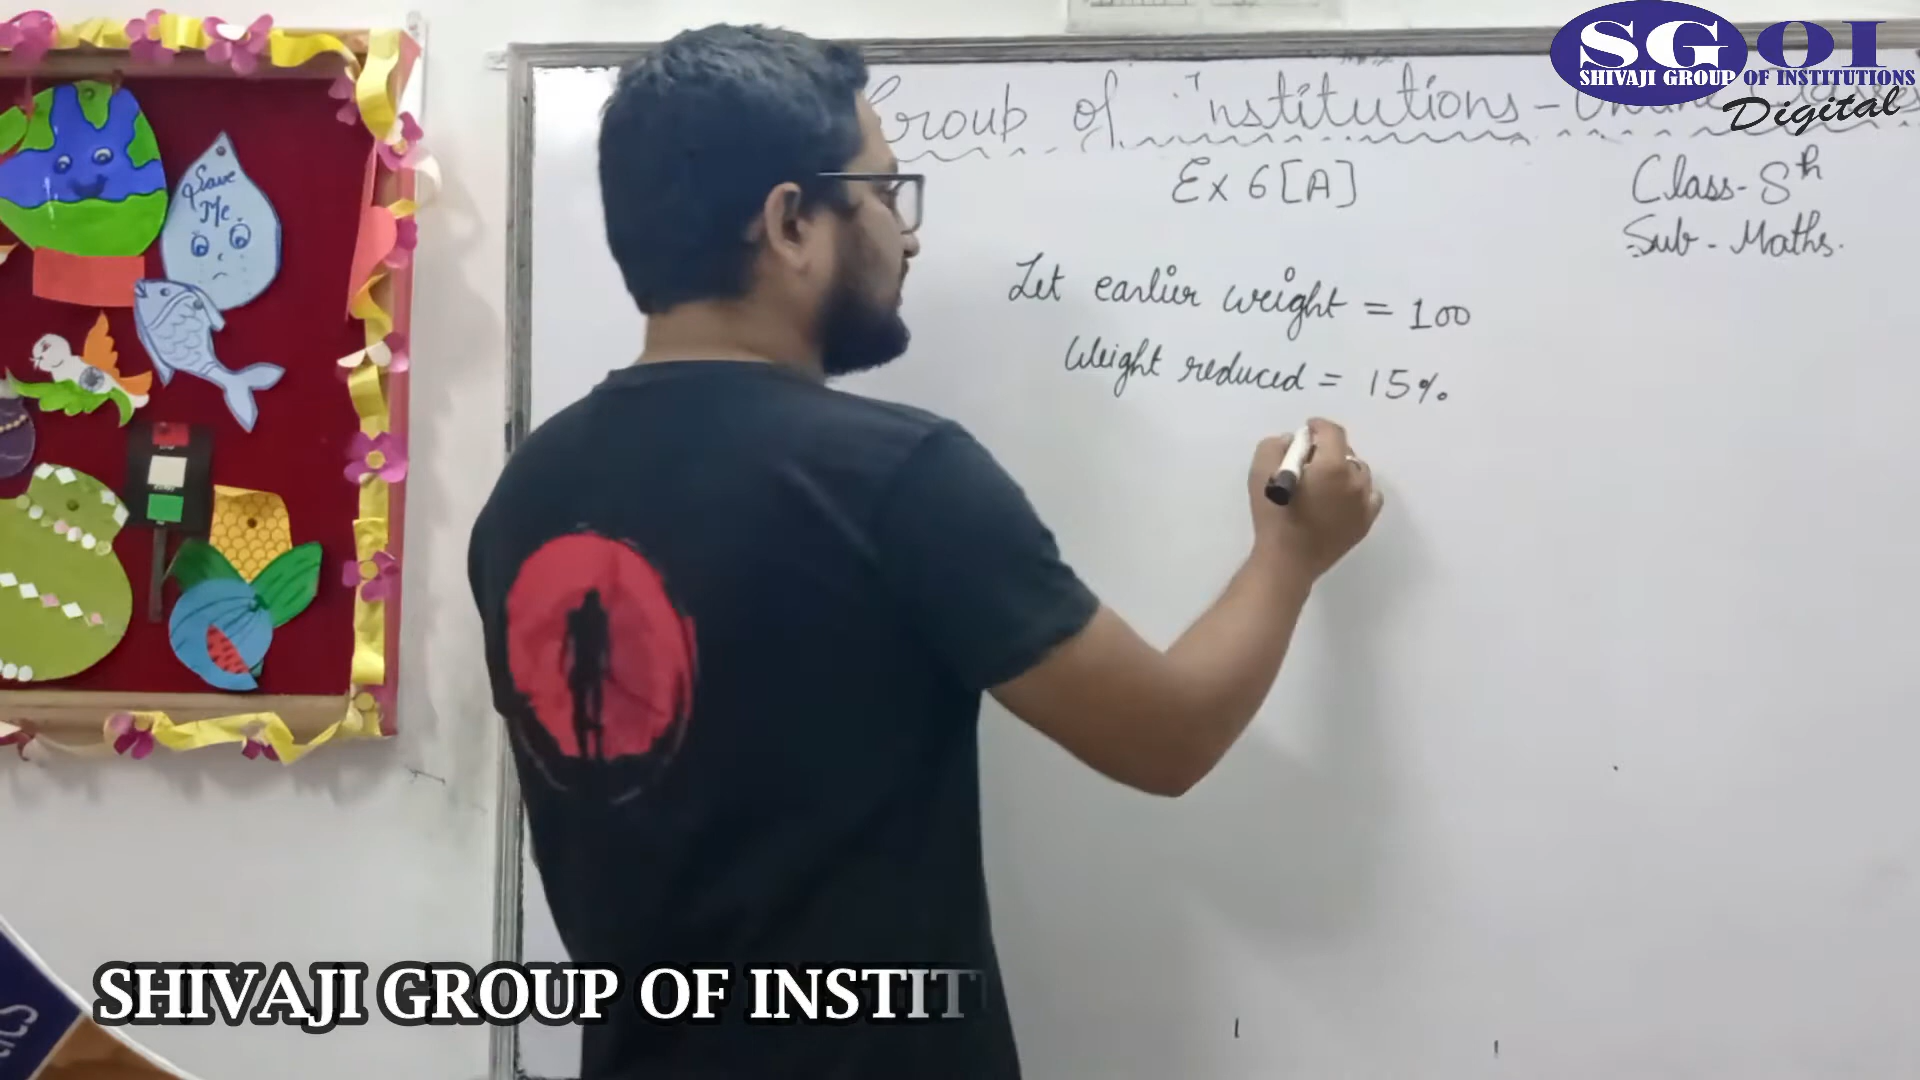 SGOI
SHIVAJI GROUP OF INSTITUTIONS
Digital
Group of Institutions -
Ex 6[A]
Class - 8th
Sub - Maths.
Save
Me.
Let earlier weight = 100
Weight reduced = 15%
SHIVAJI GROUP OF INSTIT